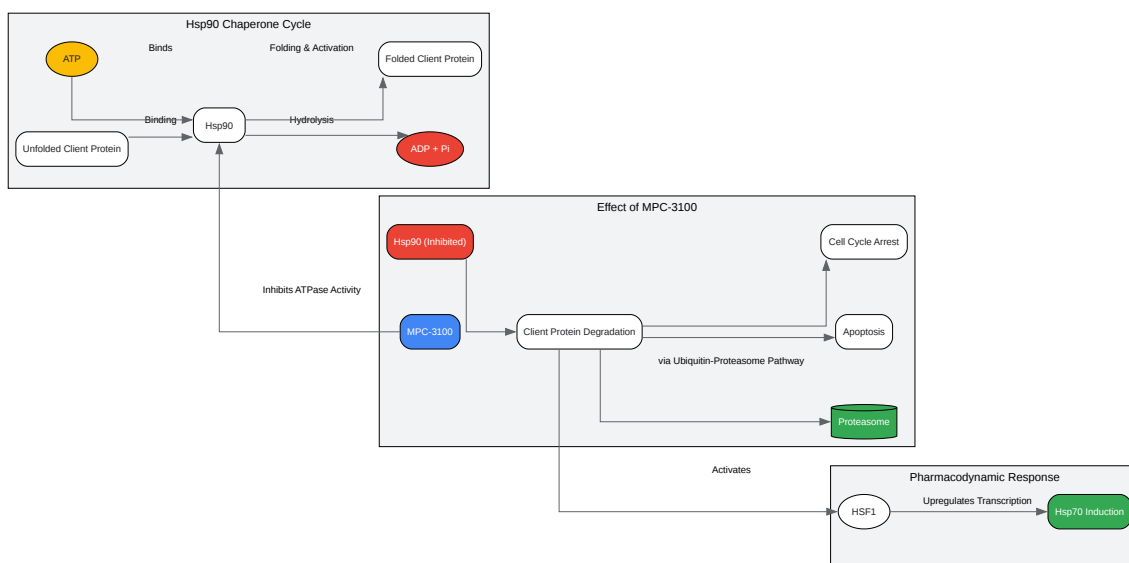 Hsp90 Chaperone Cycle
Binds
Folding & Activation
ATP
Folded Client Protein
Binding
Hsp90
Hydrolysis
Unfolded Client Protein
ADP + Pi
Effect of MPC-3100
Hsp90 (Inhibited)
Cell Cycle Arrest
Inhibits ATPase Activity
MPC-3100
Client Protein Degradation
Apoptosis
via Ubiquitin-Proteasome Pathway
Proteasome
Activates
Pharmacodynamic Response
HSF1
Upregulates Transcription
Hsp70 Induction